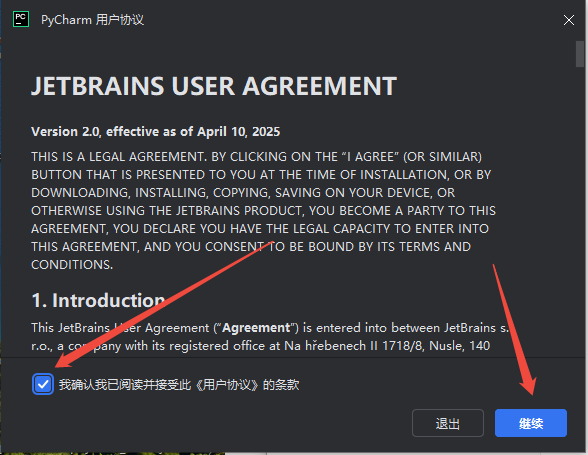 PC
PyCharm 用户协议
JETBRAINS USER AGREEMENT
Version 2.0, effective as of April 10, 2025
THIS IS A LEGAL AGREEMENT. BY CLICKING ON THE “I AGREE” (OR SIMILAR)
BUTTON THAT IS PRESENTED TO YOU AT THE TIME OF INSTALLATION, OR BY
DOWNLOADING, INSTALLING, COPYING, SAVING ON YOUR DEVICE, OR
OTHERWISE USING THE JETBRAINS PRODUCT, YOU BECOME A PARTY TO THIS
AGREEMENT, YOU DECLARE YOU HAVE THE LEGAL CAPACITY TO ENTER INTO
THIS AGREEMENT, AND YOU CONSENT TO BE BOUND BY ITS TERMS AND
CONDITIONS.
1. Introduction
This JetBrains User Agreement (“Agreement”) is entered into between JetBrains s.
r.o., a company with its registered office at Na hřebenech II 1718/8, Nusle, 140
我确认我已阅读并接受此《用户协议》的条款
退出
继续